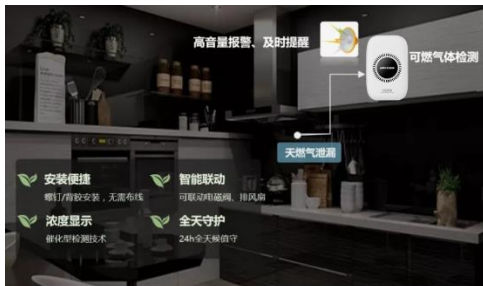 高音量报警、及时提醒
可燃气体检测
天燃气泄漏
安装便捷
螺钉/背胶安装，无需布线
智能联动
可联动电磁阀、排风扇
浓度显示
催化型检测技术
全天守护
24h全天候值守